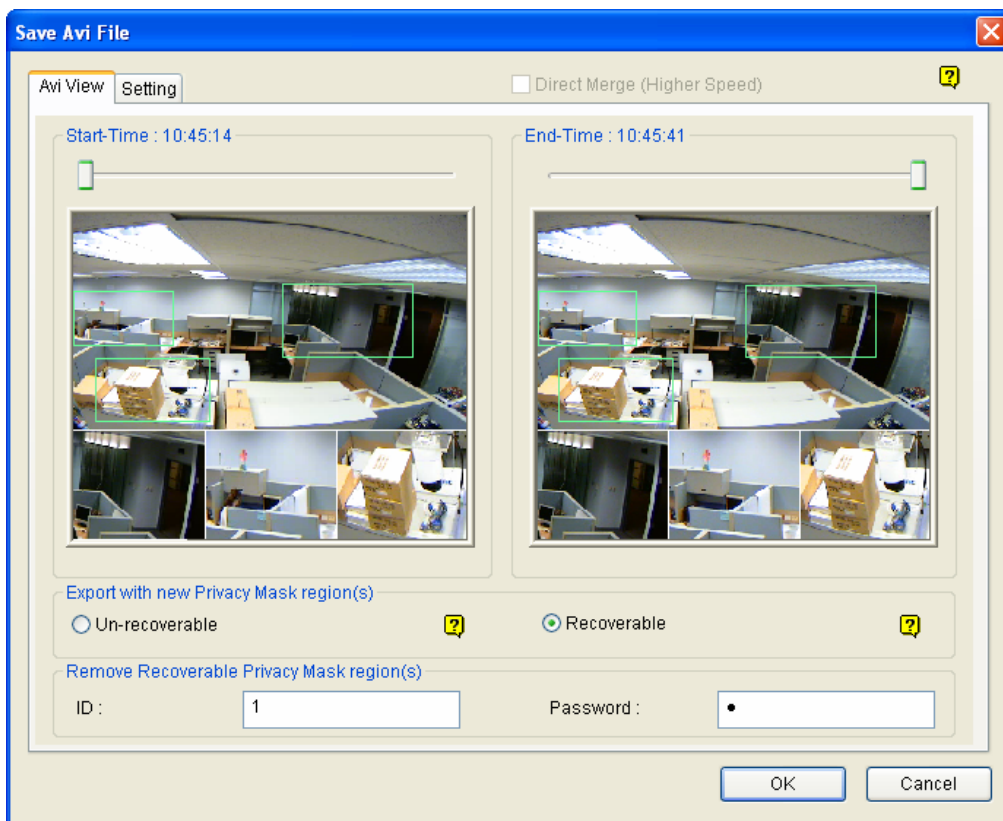 Save Avi File
Avi View
Setting
Direct Merge (Higher Speed)
Start-Time : 10:45:14
End-Time : 10:45:41
Export with new Privacy Mask region(s)
Un-recoverable
Recoverable
Remove Recoverable Privacy Mask region(s)
ID :
1
Password :
OK
Cancel